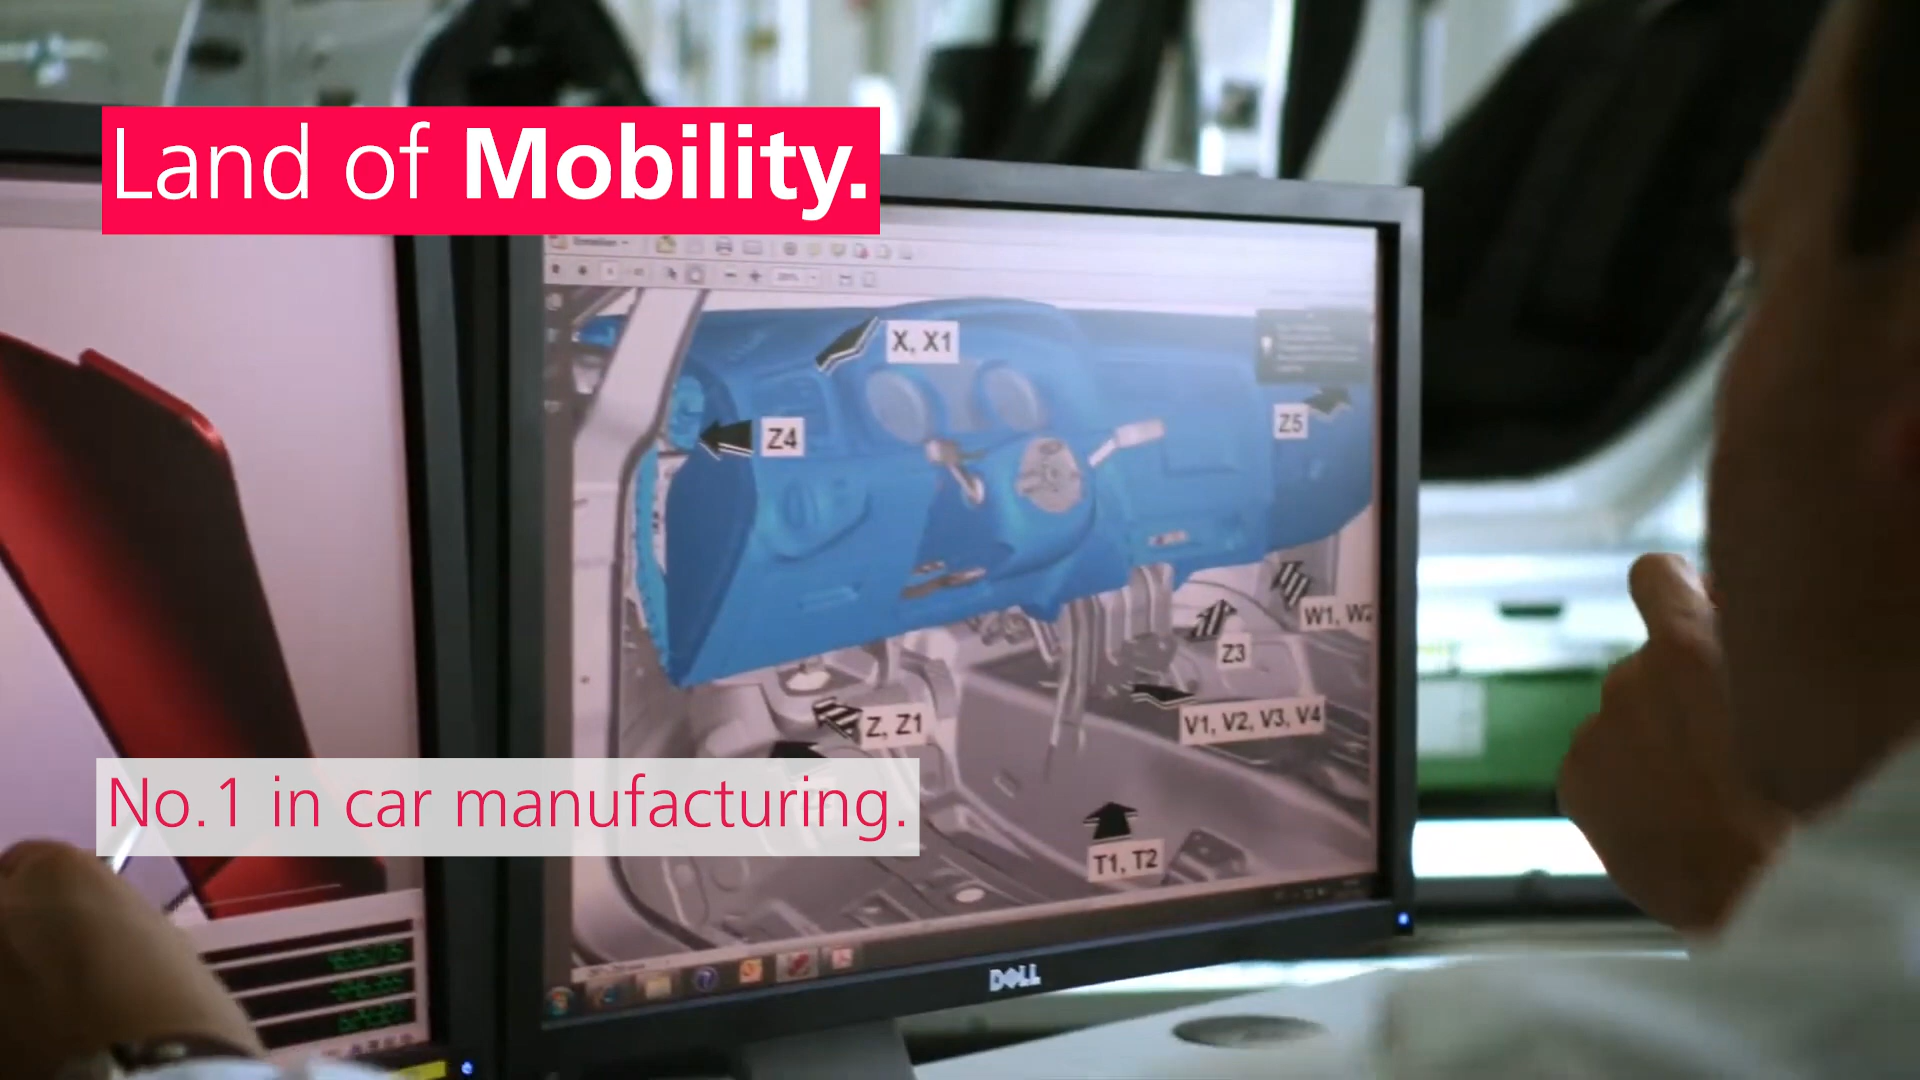 Land of Mobility.
X, X1
Z4
Z5
W1, W2
Z3
Z, Z1
V1, V2, V3, V4
No.1 in car manufacturing.
T1, T2
DELL